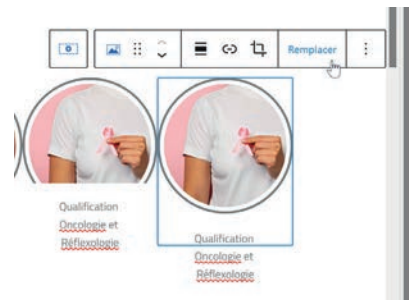 Remplacer
Qualification
Oncologie et
Réflexologie
Qualification
Oncologie et
Réflexologie